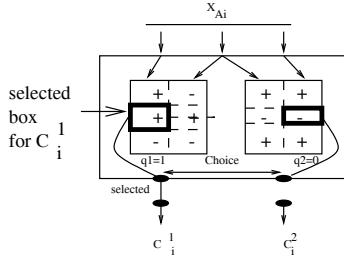 X_Ai
selected
box
for C_i^1
+ - + +
+ + -
- - + +
q1=1
Choice
q2=0
selected
C_i^1
C_i^2